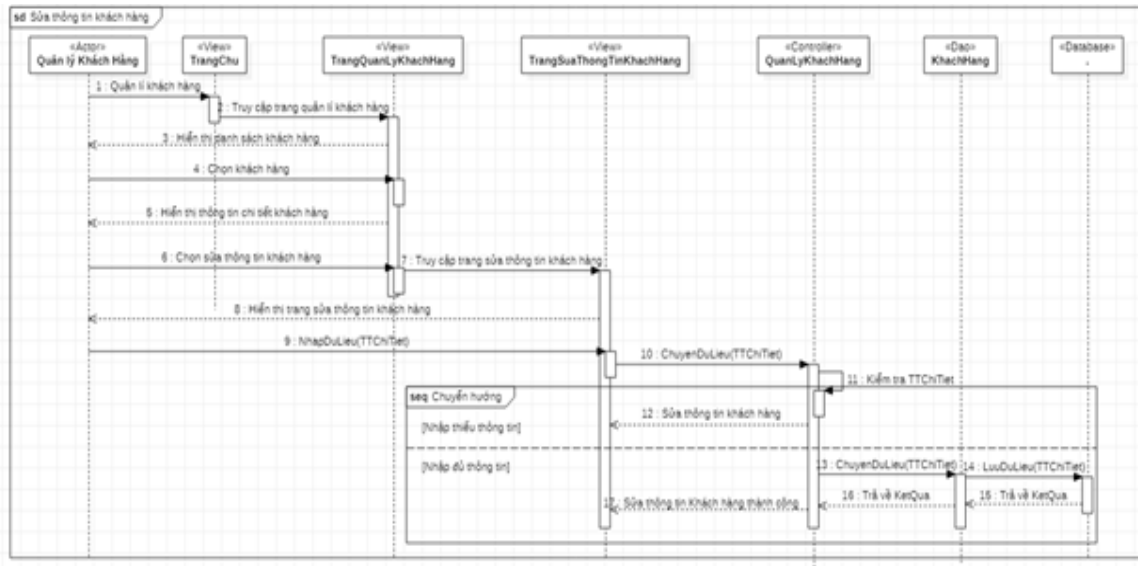 sd Sửa thông tin khách hàng
«Actor»
Quản lý Khách Hàng
«View»
TrangChu
«View»
TrangQuanLyKhachHang
«View»
TrangSuaThongTinKhachHang
«Controller»
QuanLyKhachHang
«Dao»
KhachHang
«Database»
.
1 : Quản lí khách hàng
2 : Truy cập trang quản lí khách hàng
3 : Hiển thị danh sách khách hàng
4 : Chọn khách hàng
5 : Hiển thị thông tin chi tiết khách hàng
6 : Chọn sửa thông tin khách hàng
7 : Truy cập trang sửa thông tin khách hàng
8 : Hiển thị trang sửa thông tin khách hàng
9 : NhapDuLieu(TTChiTiet)
10 : ChuyenDuLieu(TTChiTiet)
11 : Kiểm tra TTChiTiet
seq Chuyển hướng
12 : Sửa thông tin khách hàng
[Nhập thiếu thông tin]
[Nhập đủ thông tin]
13 : ChuyenDuLieu(TTChiTiet)
14 : LuuDuLieu(TTChiTiet)
15 : Trả về KetQua
16 : Trả về KetQua
17 : Sửa thông tin Khách hàng thành công